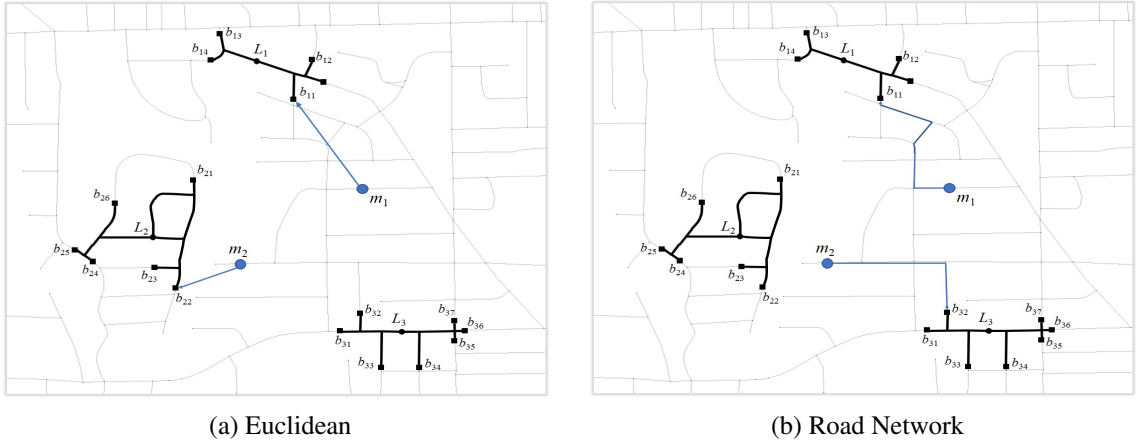 b13
b14
L1
b12
b11
m1
b21
b26
L2
b25
b24
b23
m2
b22
b32
b37
L3
b36
b31
b35
b33
b34
(a) Euclidean
b13
b14
L1
b12
b11
m1
b21
b26
L2
b25
b24
b23
m2
b22
b32
b37
L3
b36
b31
b35
b33
b34
(b) Road Network